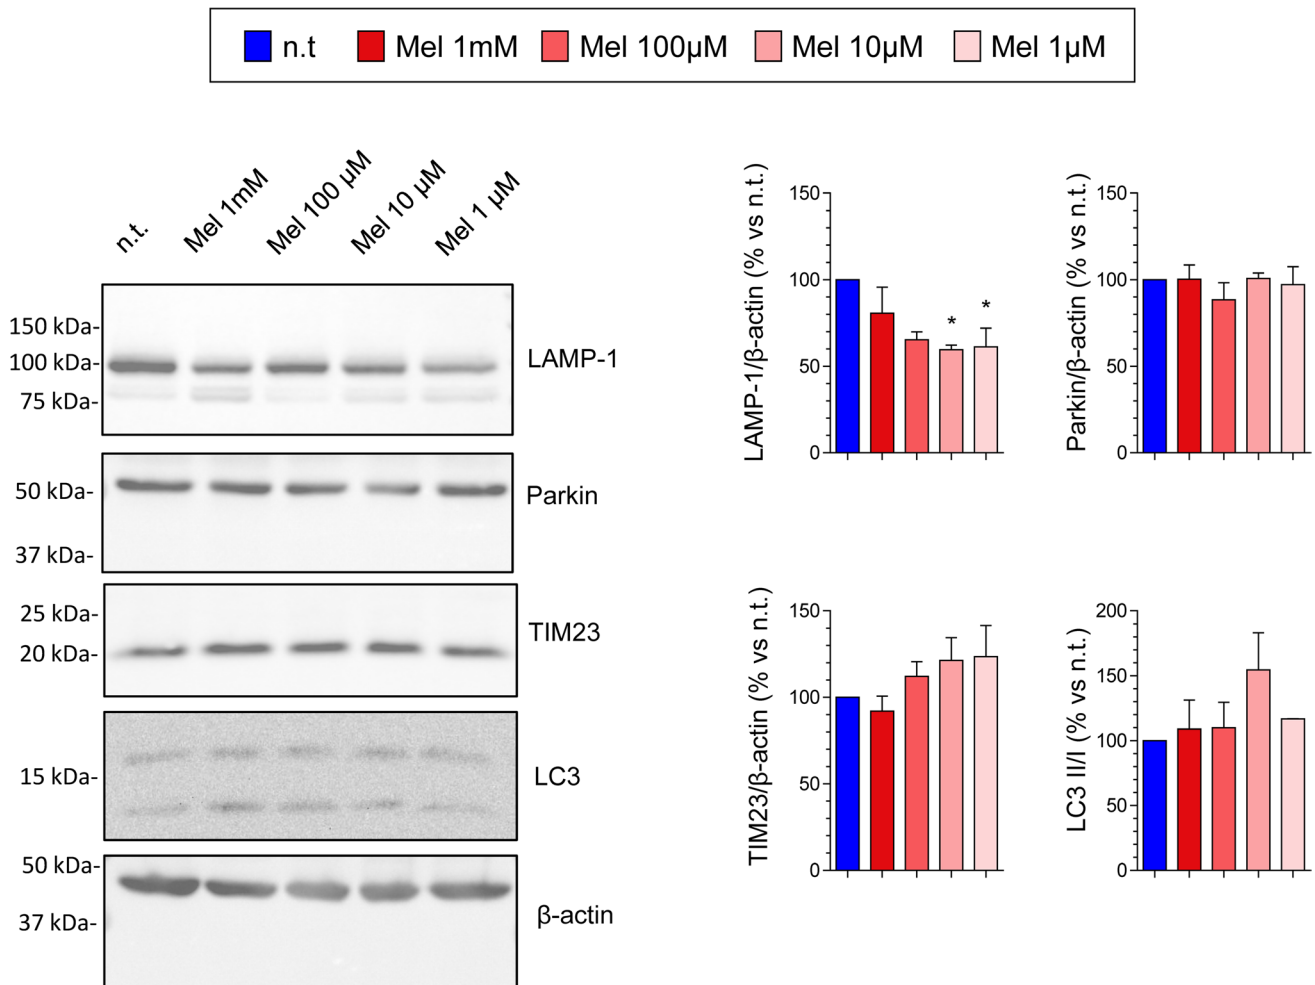 n.t Mel 1mM Mel 100µM Mel 10µM Mel 1µM
n.t. Mel 1mM Mel 100 µM Mel 10 µM Mel 1 µM
150 kDa-
100 kDa-
75 kDa-
LAMP-1
50 kDa-
37 kDa-
Parkin
25 kDa-
20 kDa-
TIM23
15 kDa-
LC3
50 kDa-
37 kDa-
β-actin
LAMP-1/β-actin (% vs n.t.)
150
100
50
0
* *
Parkin/β-actin (% vs n.t.)
150
100
50
0
TIM23/β-actin (% vs n.t.)
150
100
50
0
LC3 II/I (% vs n.t.)
200
150
100
50
0